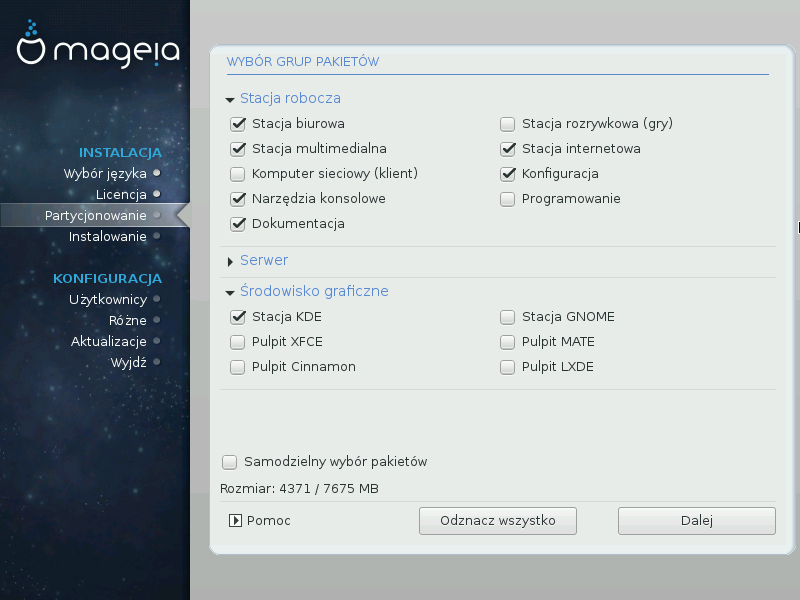 mageia
INSTALACJA
Wybór języka
Licencja
Partycjonowanie
Instalowanie
KONFIGURACJA
Użytkownicy
Różne
Aktualizacje
Wyjdź
WYBÓR GRUP PAKIETÓW
Stacja robocza
Stacja biurowa
Stacja rozrywkowa (gry)
Stacja multimedialna
Stacja internetowa
Komputer sieciowy (klient)
Konfiguracja
Narzędzia konsolowe
Programowanie
Dokumentacja
Serwer
Środowisko graficzne
Stacja KDE
Stacja GNOME
Pulpit XFCE
Pulpit MATE
Pulpit Cinnamon
Pulpit LXDE
Samodzielny wybór pakietów
Rozmiar: 4371 / 7675 MB
Pomoc
Odznacz wszystko
Dalej